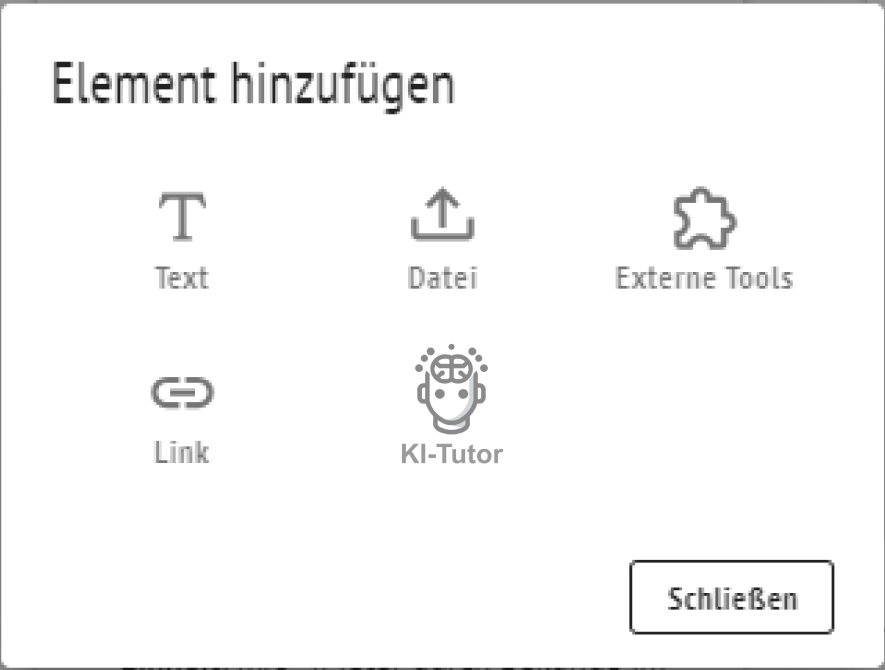 Element hinzufügen
Text
Datei
Externe Tools
Link
KI-Tutor
Schließen